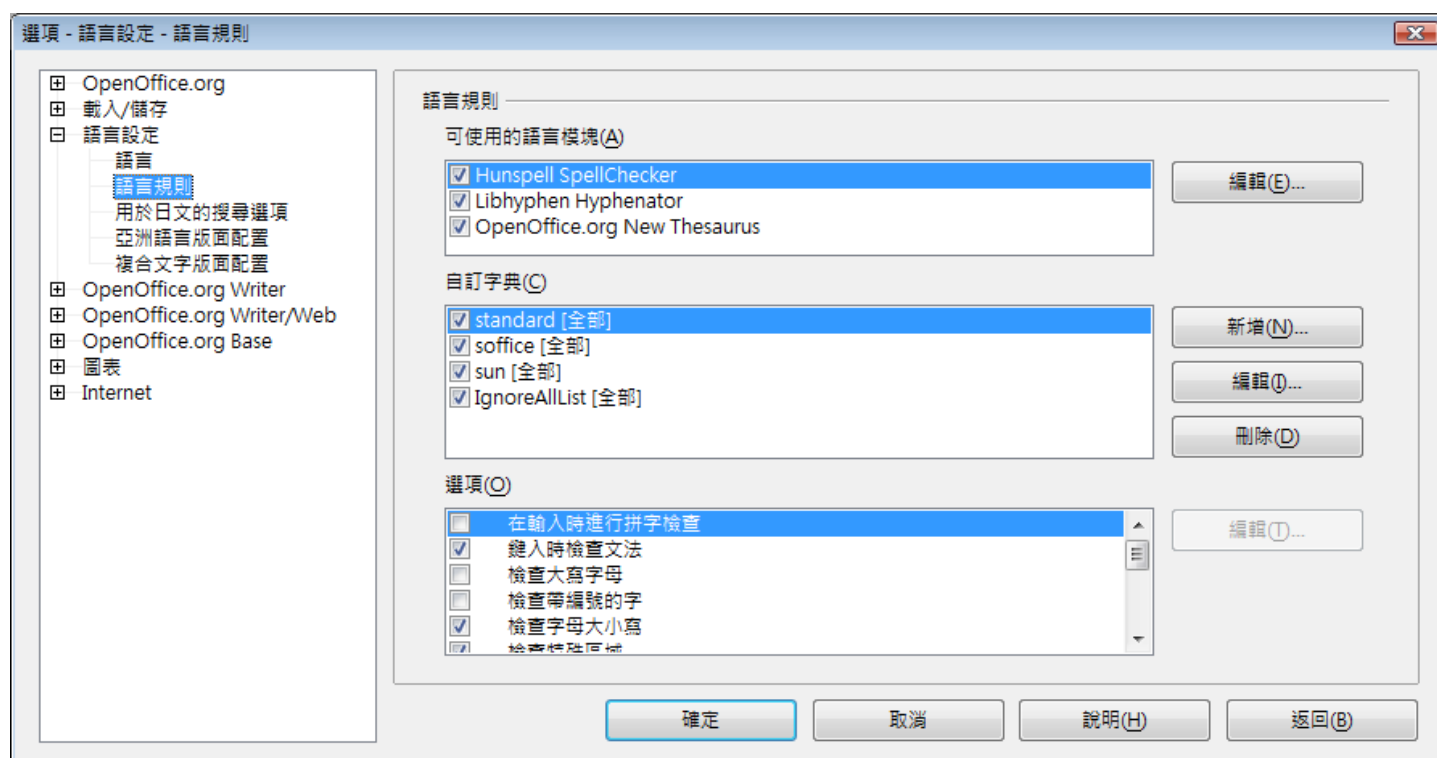 選項 - 語言設定 - 語言規則
OpenOffice.org
載入/儲存
語言設定
語言
語言規則
用於日文的搜尋選項
亞洲語言版面配置
複合文字版面配置
OpenOffice.org Writer
OpenOffice.org Writer/Web
OpenOffice.org Base
圖表
Internet
語言規則
可使用的語言模塊(A)
Hunspell SpellChecker
Libhyphen Hyphenator
OpenOffice.org New Thesaurus
編輯(E)...
自訂字典(C)
standard [全部]
soffice [全部]
sun [全部]
IgnoreAllList [全部]
新增(N)...
編輯(I)...
刪除(D)
選項(O)
在輸入時進行拼字檢查
鍵入時檢查文法
檢查大寫字母
檢查帶編號的字
檢查字母大小寫
檢查特殊區域
編輯(T)...
確定
取消
說明(H)
返回(B)